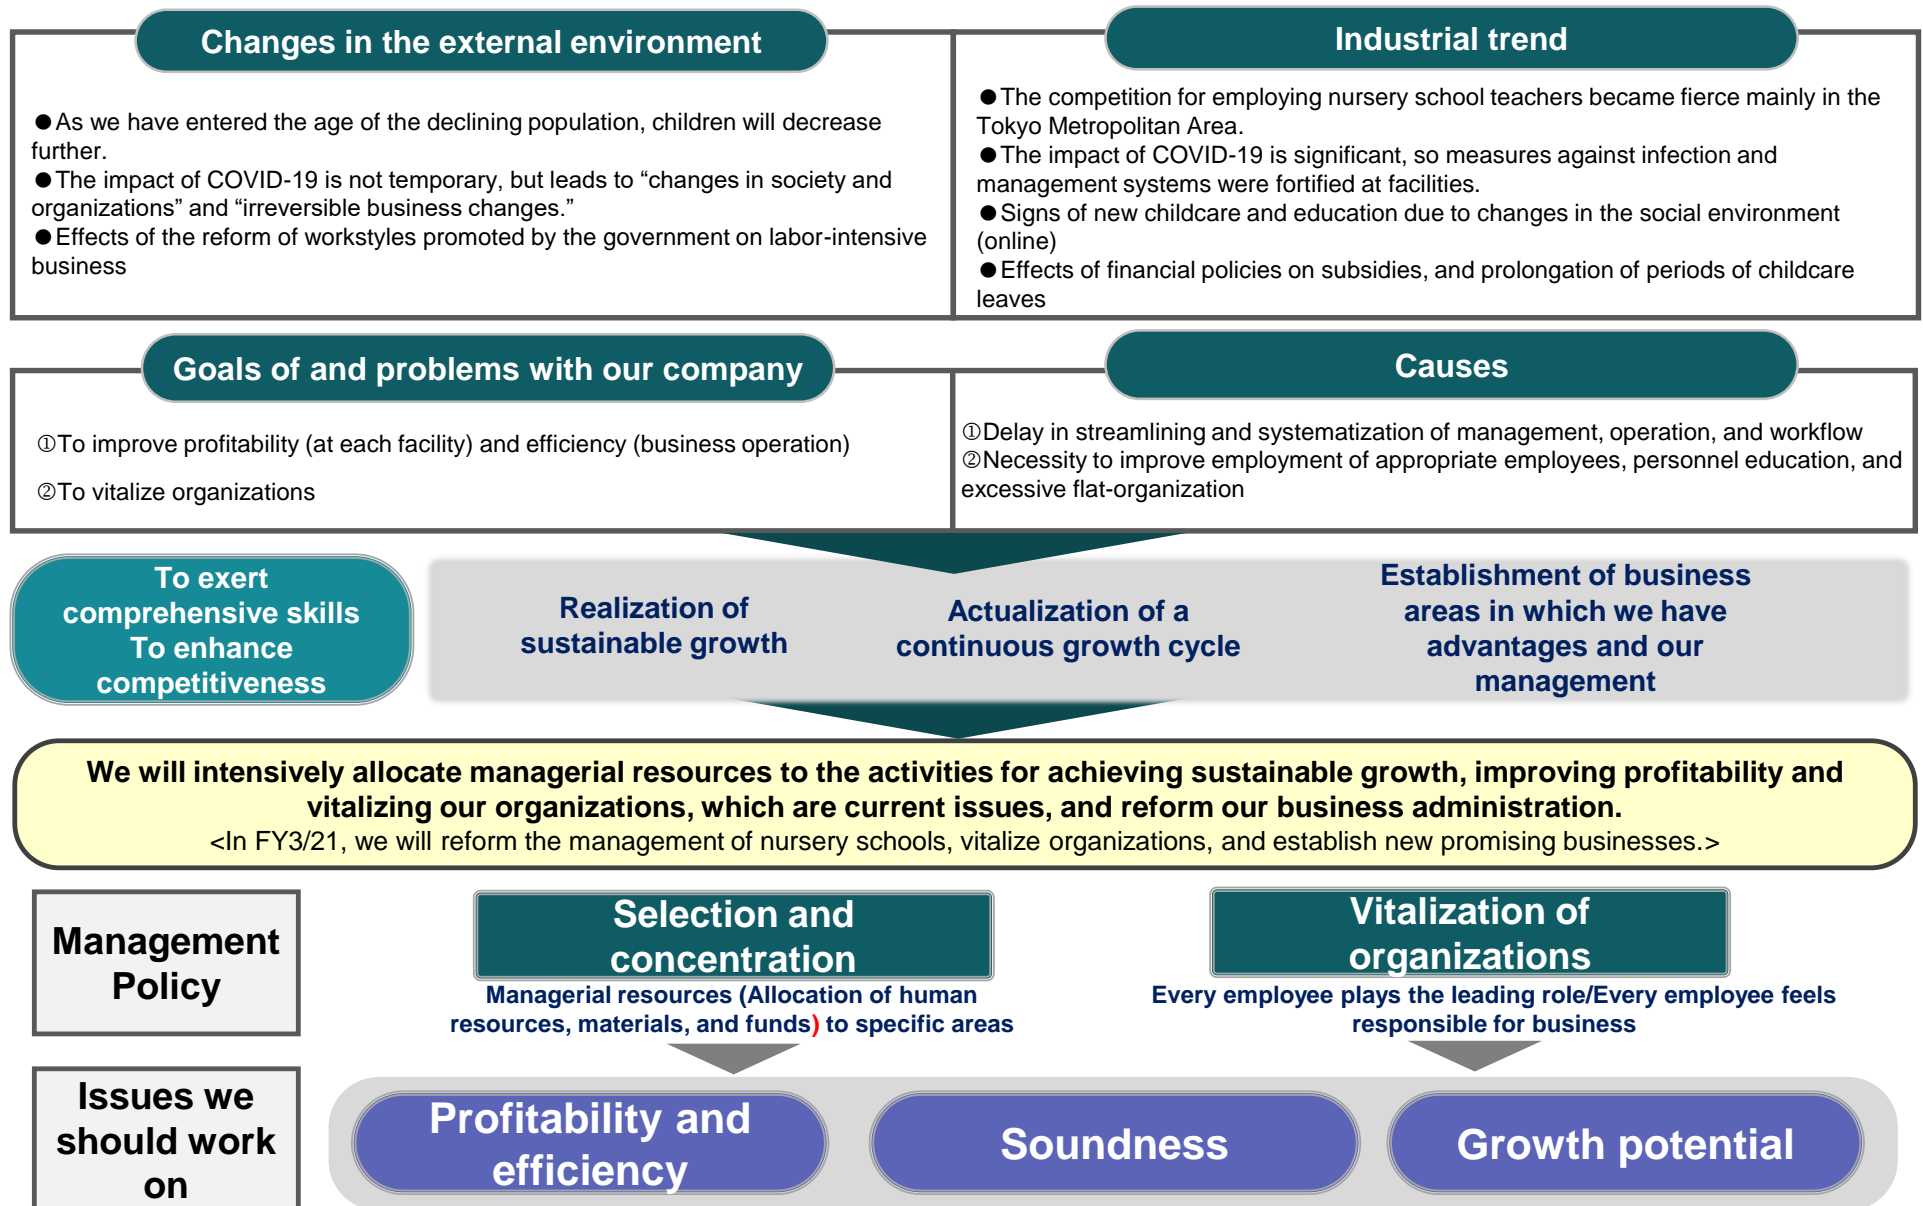 Changes in the external environment
●As we have entered the age of the declining population, children will decrease
further.
●The impact of COVID-19 is not temporary, but leads to “changes in society and
organizations” and “irreversible business changes.”
●Effects of the reform of workstyles promoted by the government on labor-intensive
business
Industrial trend
●The competition for employing nursery school teachers became fierce mainly in the
Tokyo Metropolitan Area.
●The impact of COVID-19 is significant, so measures against infection and
management systems were fortified at facilities.
●Signs of new childcare and education due to changes in the social environment
(online)
●Effects of financial policies on subsidies, and prolongation of periods of childcare
leaves
Goals of and problems with our company
①To improve profitability (at each facility) and efficiency (business operation)
②To vitalize organizations
Causes
①Delay in streamlining and systematization of management, operation, and workflow
②Necessity to improve employment of appropriate employees, personnel education, and
excessive flat-organization
To exert
comprehensive skills
To enhance
competitiveness
Realization of
sustainable growth
Actualization of a
continuous growth cycle
Establishment of business
areas in which we have
advantages and our
management
We will intensively allocate managerial resources to the activities for achieving sustainable growth, improving profitability and
vitalizing our organizations, which are current issues, and reform our business administration.
<In FY3/21, we will reform the management of nursery schools, vitalize organizations, and establish new promising businesses.>
Management
Policy
Selection and
concentration
Managerial resources (Allocation of human
resources, materials, and funds) to specific areas
Vitalization of
organizations
Every employee plays the leading role/Every employee feels
responsible for business
Issues we
should work
on
Profitability and
efficiency
Soundness
Growth potential